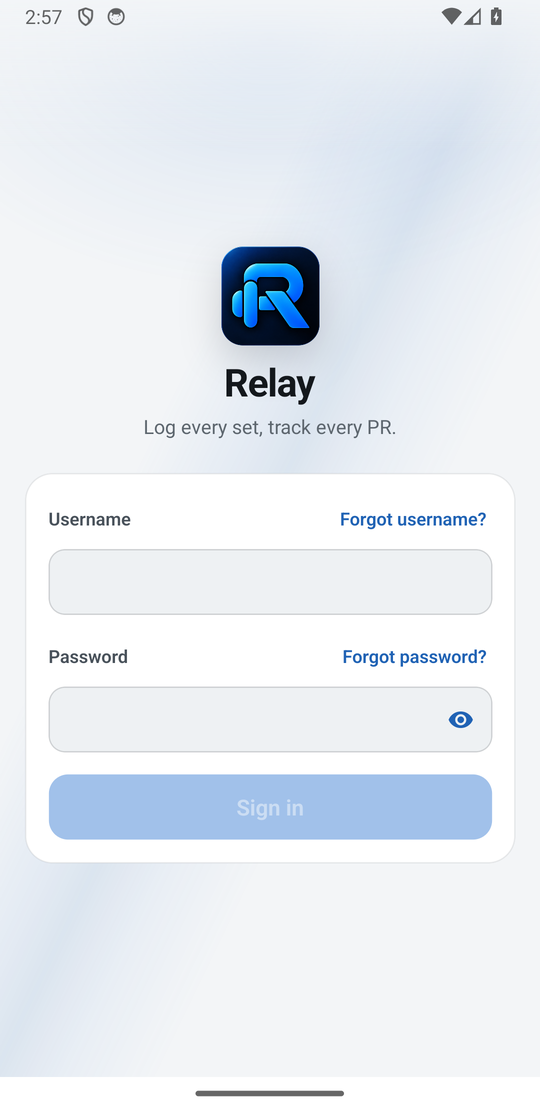 2:57
Relay
Log every set, track every PR.
Username
Forgot username?
Password
Forgot password?
Sign in